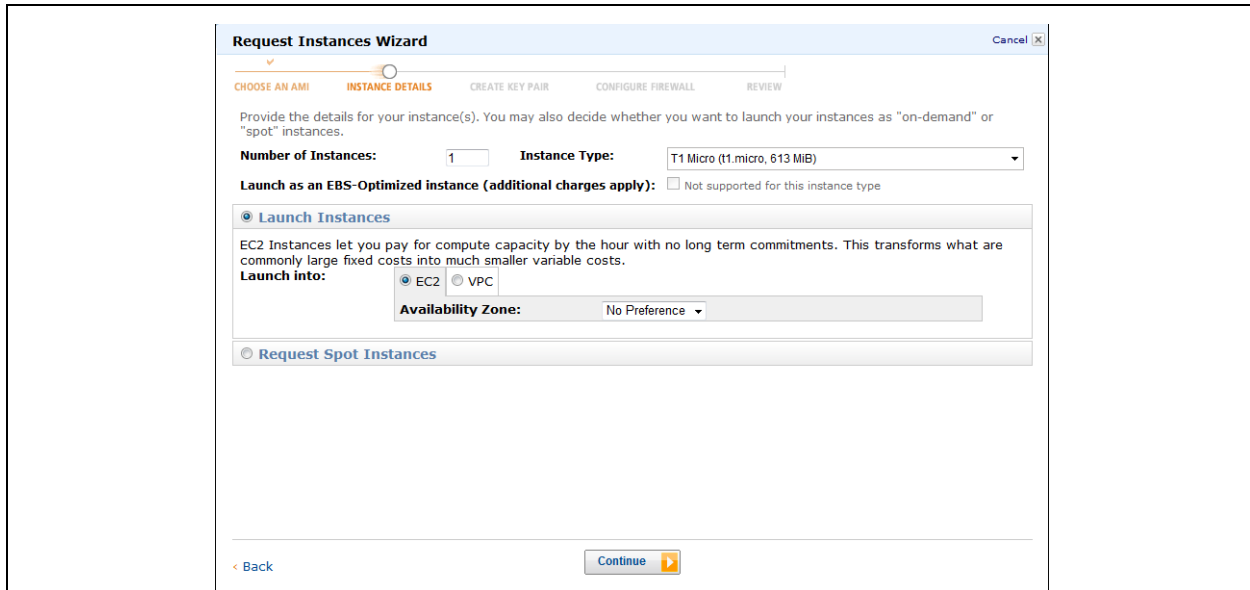 Request Instances Wizard
Cancel
CHOOSE AN AMI INSTANCE DETAILS CREATE KEY PAIR CONFIGURE FIREWALL REVIEW
Provide the details for your instance(s). You may also decide whether you want to launch your instances as "on-demand" or
"spot" instances.
Number of Instances: 1 Instance Type: T1 Micro (t1.micro, 613 MiB)
Launch as an EBS-Optimized instance (additional charges apply): Not supported for this instance type
Launch Instances
EC2 Instances let you pay for compute capacity by the hour with no long term commitments. This transforms what are
commonly large fixed costs into much smaller variable costs.
Launch into: EC2 VPC
Availability Zone: No Preference
Request Spot Instances
< Back Continue